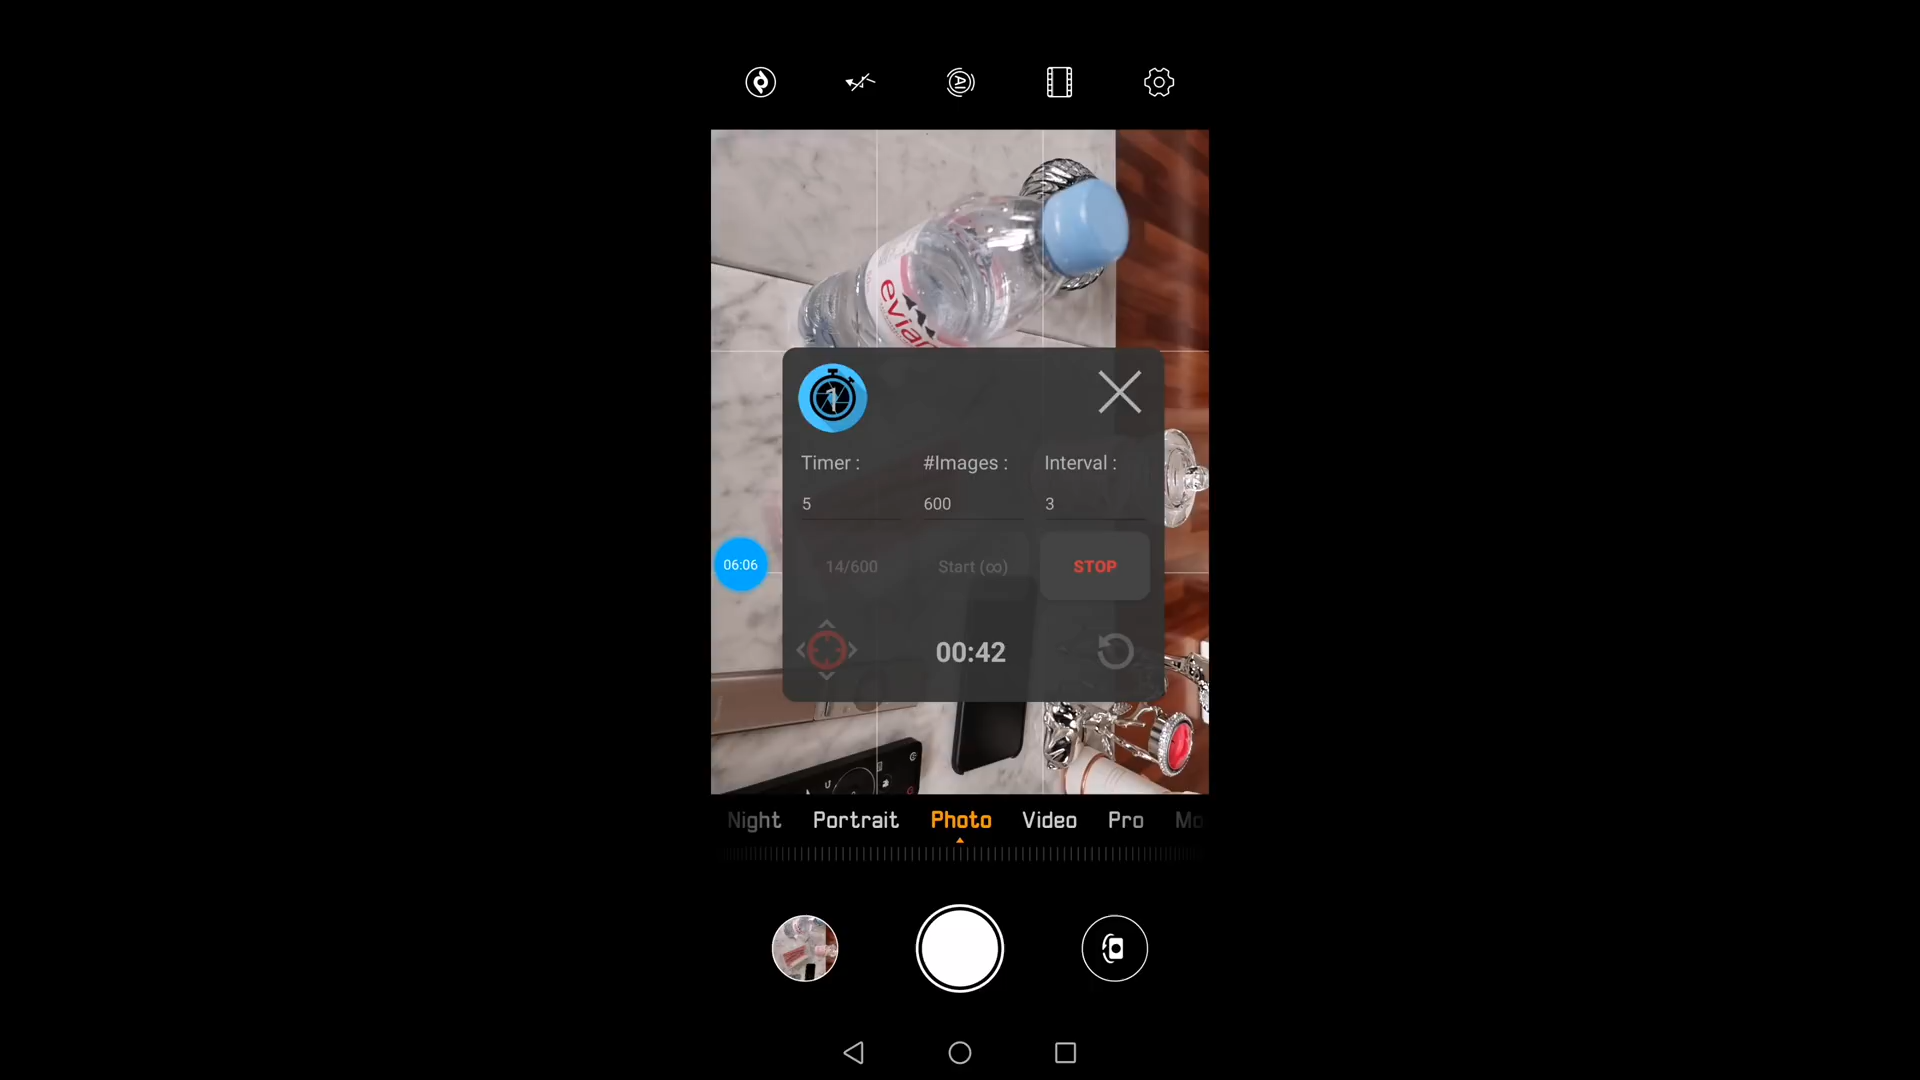 evian
Timer :
#Images :
Interval :
5
600
3
06:06
14/600
Start (∞)
STOP
00:42
Night
Portrait
Photo
Video
Pro
Mo